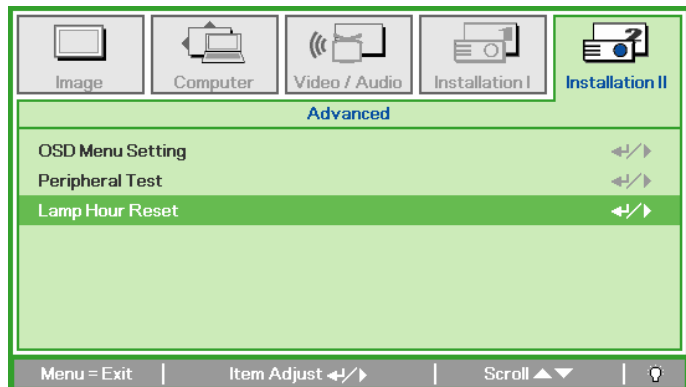 Image Computer Video / Audio Installation I Installation II
Advanced
OSD Menu Setting
Peripheral Test
Lamp Hour Reset
Menu = Exit Item Adjust Scroll